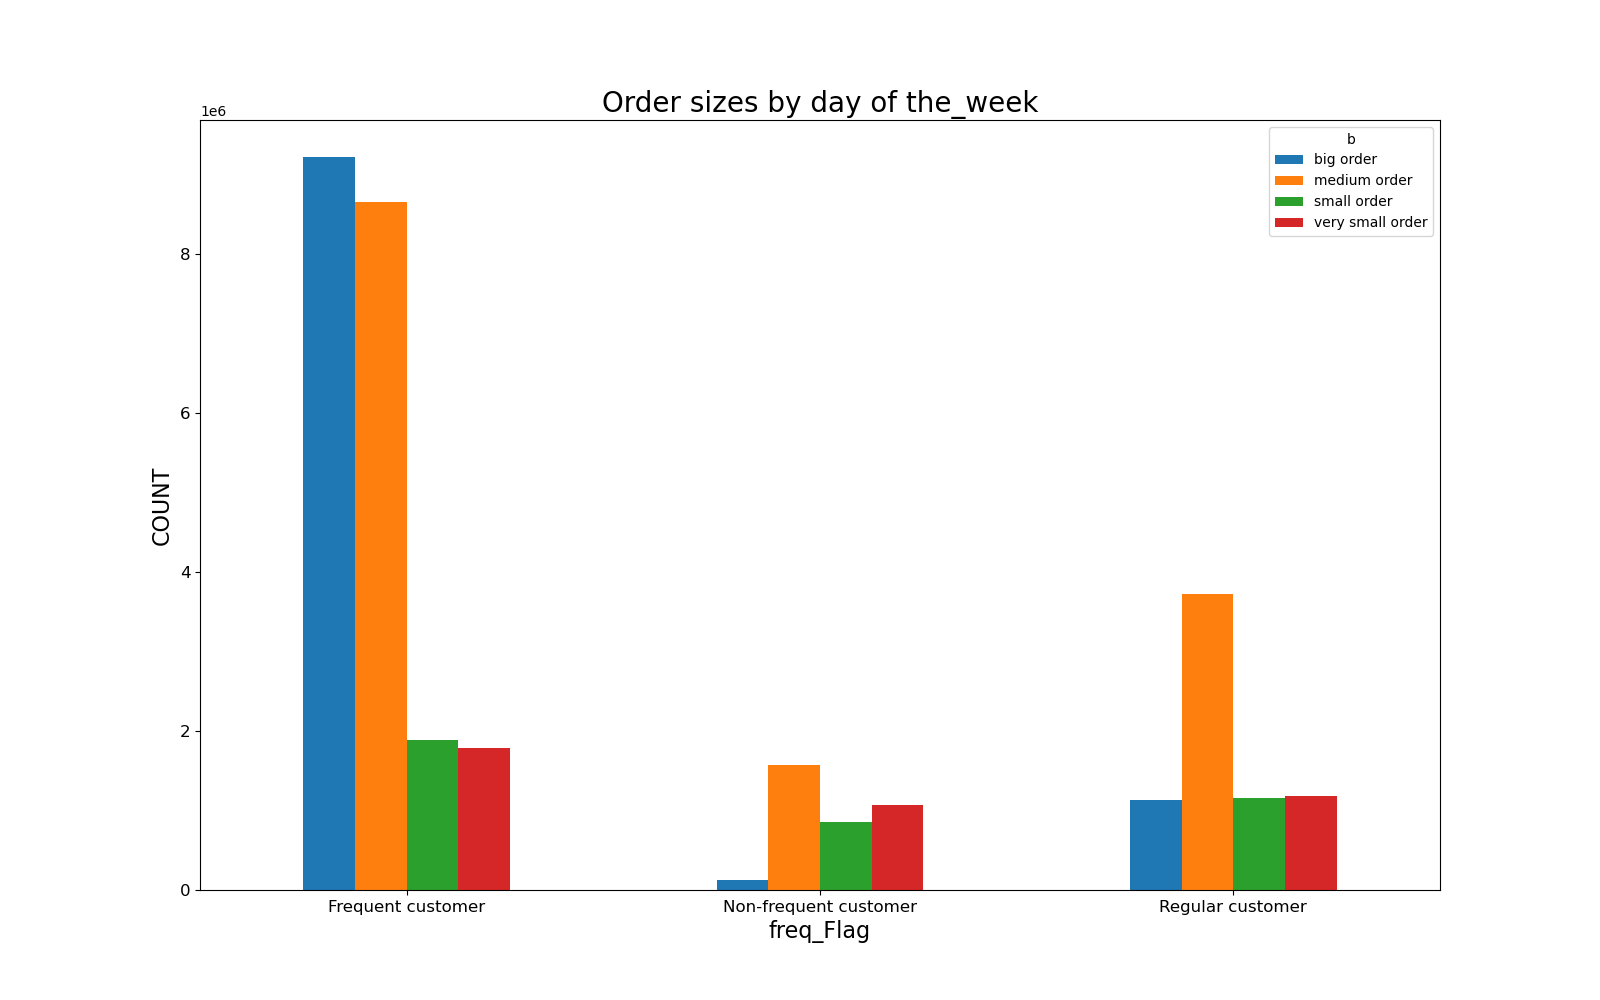 Order sizes by day of the_week
1e6
b
big order
medium order
small order
very small order
8
6
4
2
0
COUNT
Frequent customer
Non-frequent customer
Regular customer
freq_Flag